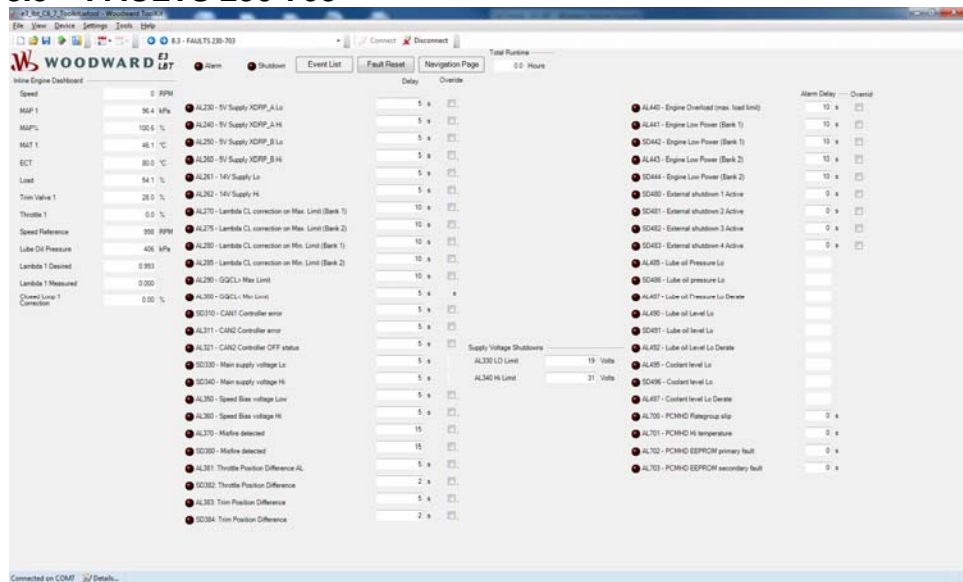 e3_lbt_C6_7_Toolkit.wtool - Woodward ToolKit
File View Device Settings Tools Help
6.3 - FAULTS 230-703
Connect Disconnect
WOODWARD E3 LBT
Alarm
Shutdown
Event List
Fault Reset
Navigation Page
Total Runtime
0.0 Hours
Inline Engine Dashboard
Speed 0 RPM
MAP 1 96.4 kPa
MAP% 100.6 %
MAT 1 46.1 °C
ECT 80.0 °C
Load 54.1 %
Trim Valve 1 28.0 %
Throttle 1 0.0 %
Speed Reference 998 RPM
Lube Oil Pressure 406 kPa
Lambda 1 Desired 0.993
Lambda 1 Measured 0.000
Closed Loop 1 Correction 0.00 %
Delay Override
AL230 - 5V Supply XDRP_A Lo 5 s
AL240 - 5V Supply XDRP_A Hi 5 s
AL250 - 5V Supply XDRP_B Lo 5 s
AL260 - 5V Supply XDRP_B Hi 5 s
AL261 - 14V Supply Lo 5 s
AL262 - 14V Supply Hi 5 s
AL270 - Lambda CL correction on Max. Limit (Bank 1) 10 s
AL275 - Lambda CL correction on Max. Limit (Bank 2) 10 s
AL280 - Lambda CL correction on Min. Limit (Bank 1) 10 s
AL285 - Lambda CL correction on Min. Limit (Bank 2) 10 s
AL290 - GQCL> Max Limit 10 s
AL300 - GQCL< Min Limit 5 s s
SD310 - CAN1 Controller error 5 s
AL311 - CAN2 Controller error 5 s
AL321 - CAN2 Controller OFF status 5 s
SD330 - Main supply voltage Lo 5 s
SD340 - Main supply voltage Hi 5 s
AL350 - Speed Bias voltage Low 5 s
AL360 - Speed Bias voltage Hi 5 s
AL370 - Misfire detected 15
SD380 - Misfire detected 15
AL381: Throttle Position Difference AL 5 s
SD382: Throttle Position Difference 2 s
AL383: Trim Position Difference 5 s
SD384: Trim Position Difference 2 s
Supply Voltage Shutdowns
AL330 LO Limit 19 Volts
AL340 Hi Limit 31 Volts
Alarm Delay Overrid
AL440 - Engine Overload (max. load limit) 10 s
AL441 - Engine Low Power (Bank 1) 10 s
SD442 - Engine Low Power (Bank 1) 10 s
AL443 - Engine Low Power (Bank 2) 10 s
SD444 - Engine Low Power (Bank 2) 10 s
SD480 - External shutdown 1 Active 0 s
SD481 - External shutdown 2 Active 0 s
SD482 - External shutdown 3 Active 0 s
SD483 - External shutdown 4 Active 0 s
AL485 - Lube oil Pressure Lo
SD486 - Lube oil pressure Lo
AL487 - Lube oil Pressure Lo Derate
AL490 - Lube oil Level Lo
SD491 - Lube oil level Lo
AL492 - Lube oil Level Lo Derate
AL495 - Coolant level Lo
SD496 - Coolant level Lo
AL497 - Coolant level Lo Derate
AL700 - PCMHD Rategroup slip 0 s
AL701 - PCMHD Hi temperature 0 s
AL702 - PCMHD EEPROM primary fault 0 s
AL703 - PCMHD EEPROM secondary fault 0 s
Connected on COM7 Details...